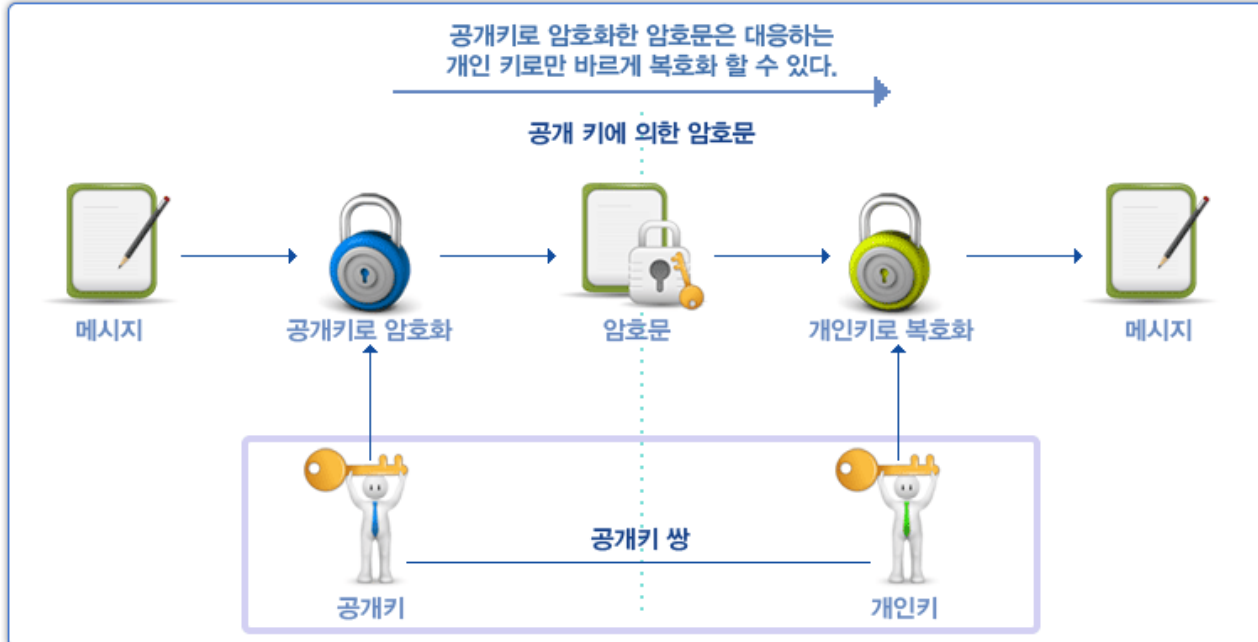 공개키로 암호화한 암호문은 대응하는
개인 키로만 바르게 복호화 할 수 있다.
공개 키에 의한 암호문
메시지
공개키로 암호화
암호문
개인키로 복호화
메시지
공개키 쌍
공개키
개인키